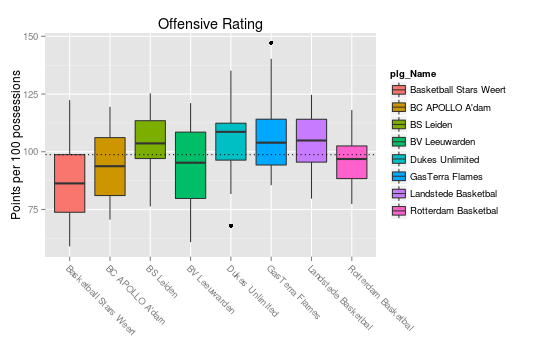 Offensive Rating
Points per 100 possessions
150
125
100
75
Basketball Stars Weert
BC APOLLO A'dam
BS Leiden
BV Leeuwarden
Dukes Unlimited
GasTerra Flames
Landstede Basketbal
Rotterdam Basketbal
plg_Name
Basketball Stars Weert
BC APOLLO A'dam
BS Leiden
BV Leeuwarden
Dukes Unlimited
GasTerra Flames
Landstede Basketbal
Rotterdam Basketbal